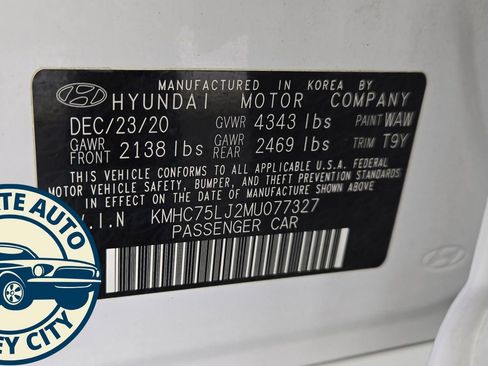 MANUFACTURED IN KOREA BY
HYUNDAI MOTOR COMPANY
DEC/23/20 GVWR 4343 lbs PAINT WAW
GAWR FRONT 2138 lbs GAWR REAR 2469 lbs TRIM T9Y
THIS VEHICLE CONFORMS TO ALL APPLICABLE U.S.A. FEDERAL
MOTOR VEHICLE SAFETY, BUMPER, AND THEFT PREVENTION STANDARDS
IN EFFECT ON THE DATE OF MANUFACTURE SHOWN ABOVE.
V.I.N KMHC75LJ2MU077327
PASSENGER CAR
AUTO
CITY